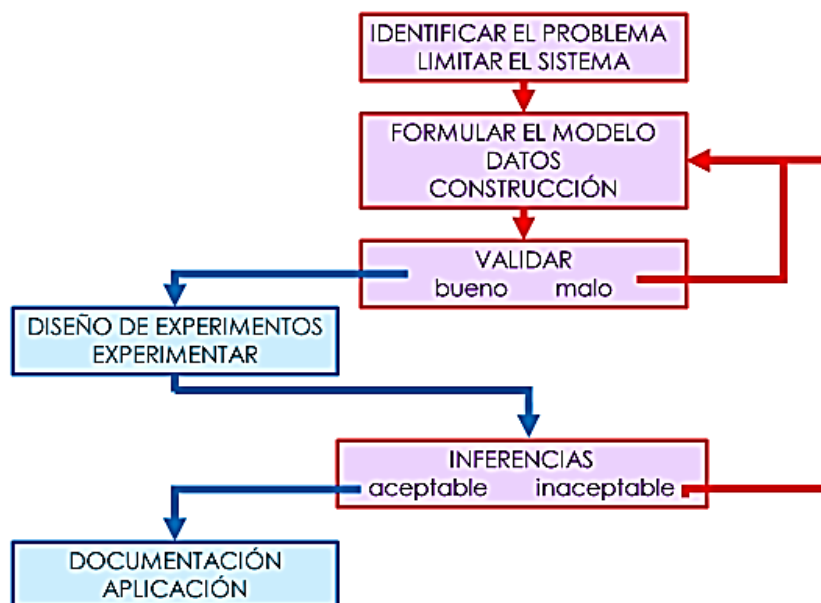 IDENTIFICAR EL PROBLEMA
LIMITAR EL SISTEMA
FORMULAR EL MODELO
DATOS
CONSTRUCCIÓN
VALIDAR
bueno malo
DISEÑO DE EXPERIMENTOS
EXPERIMENTAR
INFERENCIAS
aceptable inaceptable
DOCUMENTACIÓN
APLICACIÓN